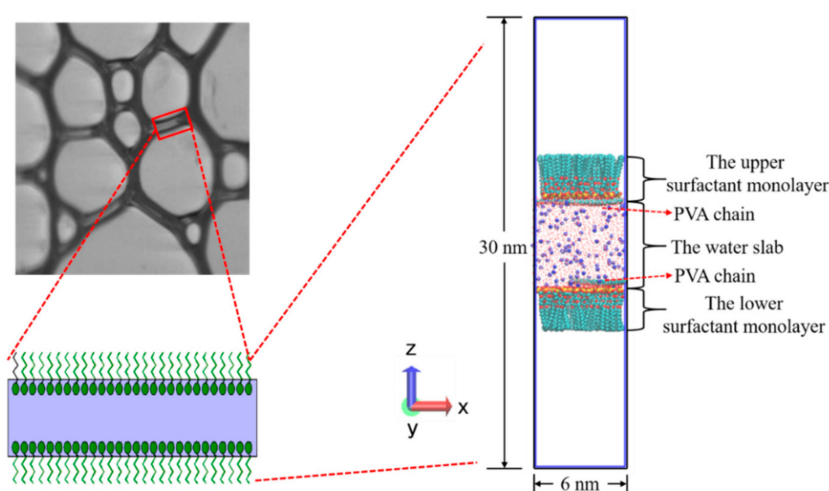 The upper
surfactant monolayer
PVA chain
30 nm
The water slab
PVA chain
The lower
surfactant monolayer
z
x
y
6 nm